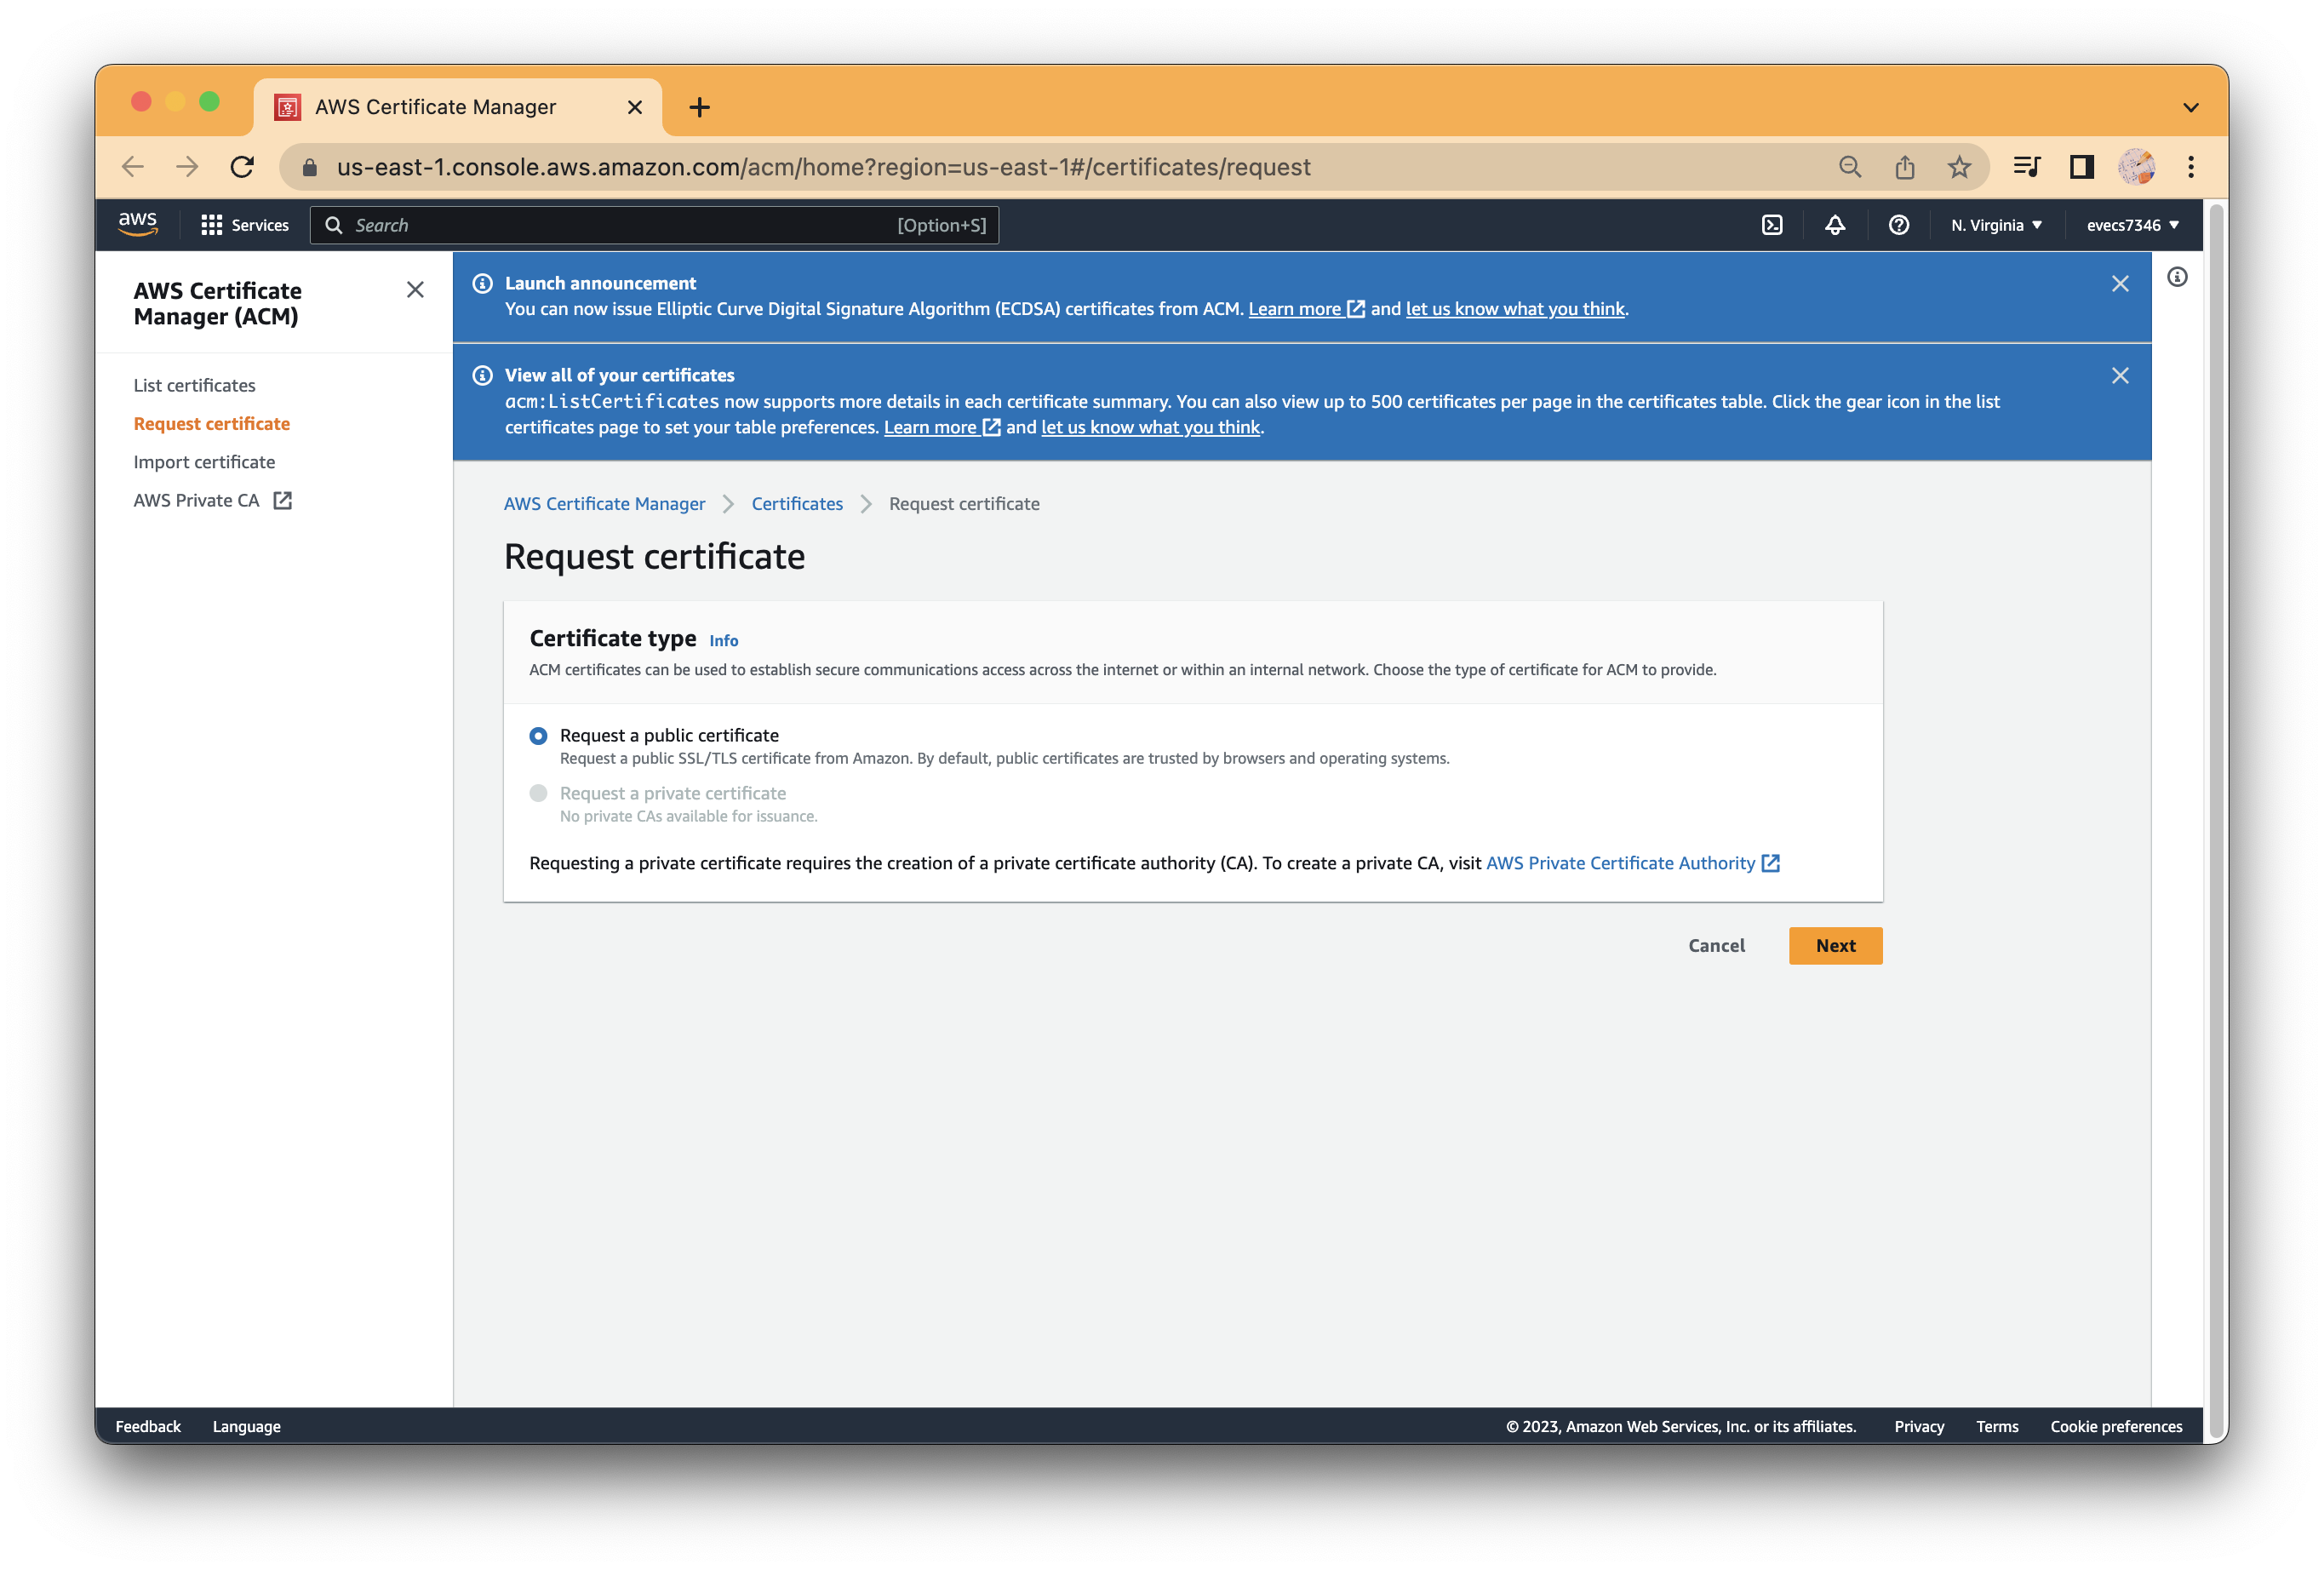 AWS Certificate Manager
us-east-1.console.aws.amazon.com/acm/home?region=us-east-1#/certificates/request
aws
Services
Search
[Option+S]
N. Virginia
evecs7346
AWS Certificate
Manager (ACM)
List certificates
Request certificate
Import certificate
AWS Private CA
Launch announcement
You can now issue Elliptic Curve Digital Signature Algorithm (ECDSA) certificates from ACM. Learn more and let us know what you think.
View all of your certificates
acm:ListCertificates now supports more details in each certificate summary. You can also view up to 500 certificates per page in the certificates table. Click the gear icon in the list
certificates page to set your table preferences. Learn more and let us know what you think.
AWS Certificate Manager
Certificates
Request certificate
Request certificate
Certificate type Info
ACM certificates can be used to establish secure communications access across the internet or within an internal network. Choose the type of certificate for ACM to provide.
Request a public certificate
Request a public SSL/TLS certificate from Amazon. By default, public certificates are trusted by browsers and operating systems.
Request a private certificate
No private CAs available for issuance.
Requesting a private certificate requires the creation of a private certificate authority (CA). To create a private CA, visit AWS Private Certificate Authority
Cancel
Next
Feedback
Language
© 2023, Amazon Web Services, Inc. or its affiliates.
Privacy
Terms
Cookie preferences